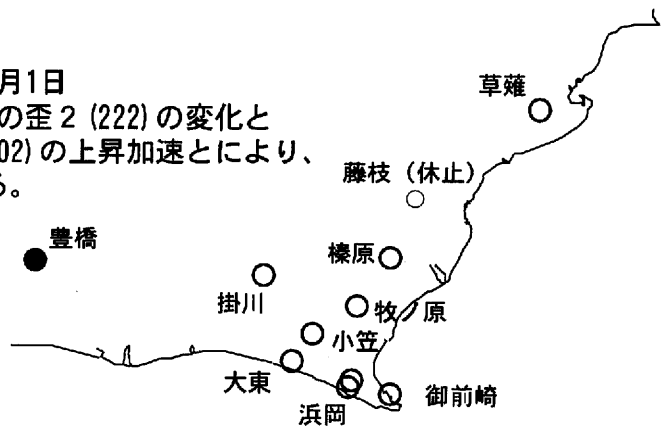 月1日
の歪2(222)の変化と
02)の上昇加速とにより、
る。
草薙
藤枝（休止）
豊橋
榛原
掛川
牧ノ原
小笠
大東
浜岡
御前崎